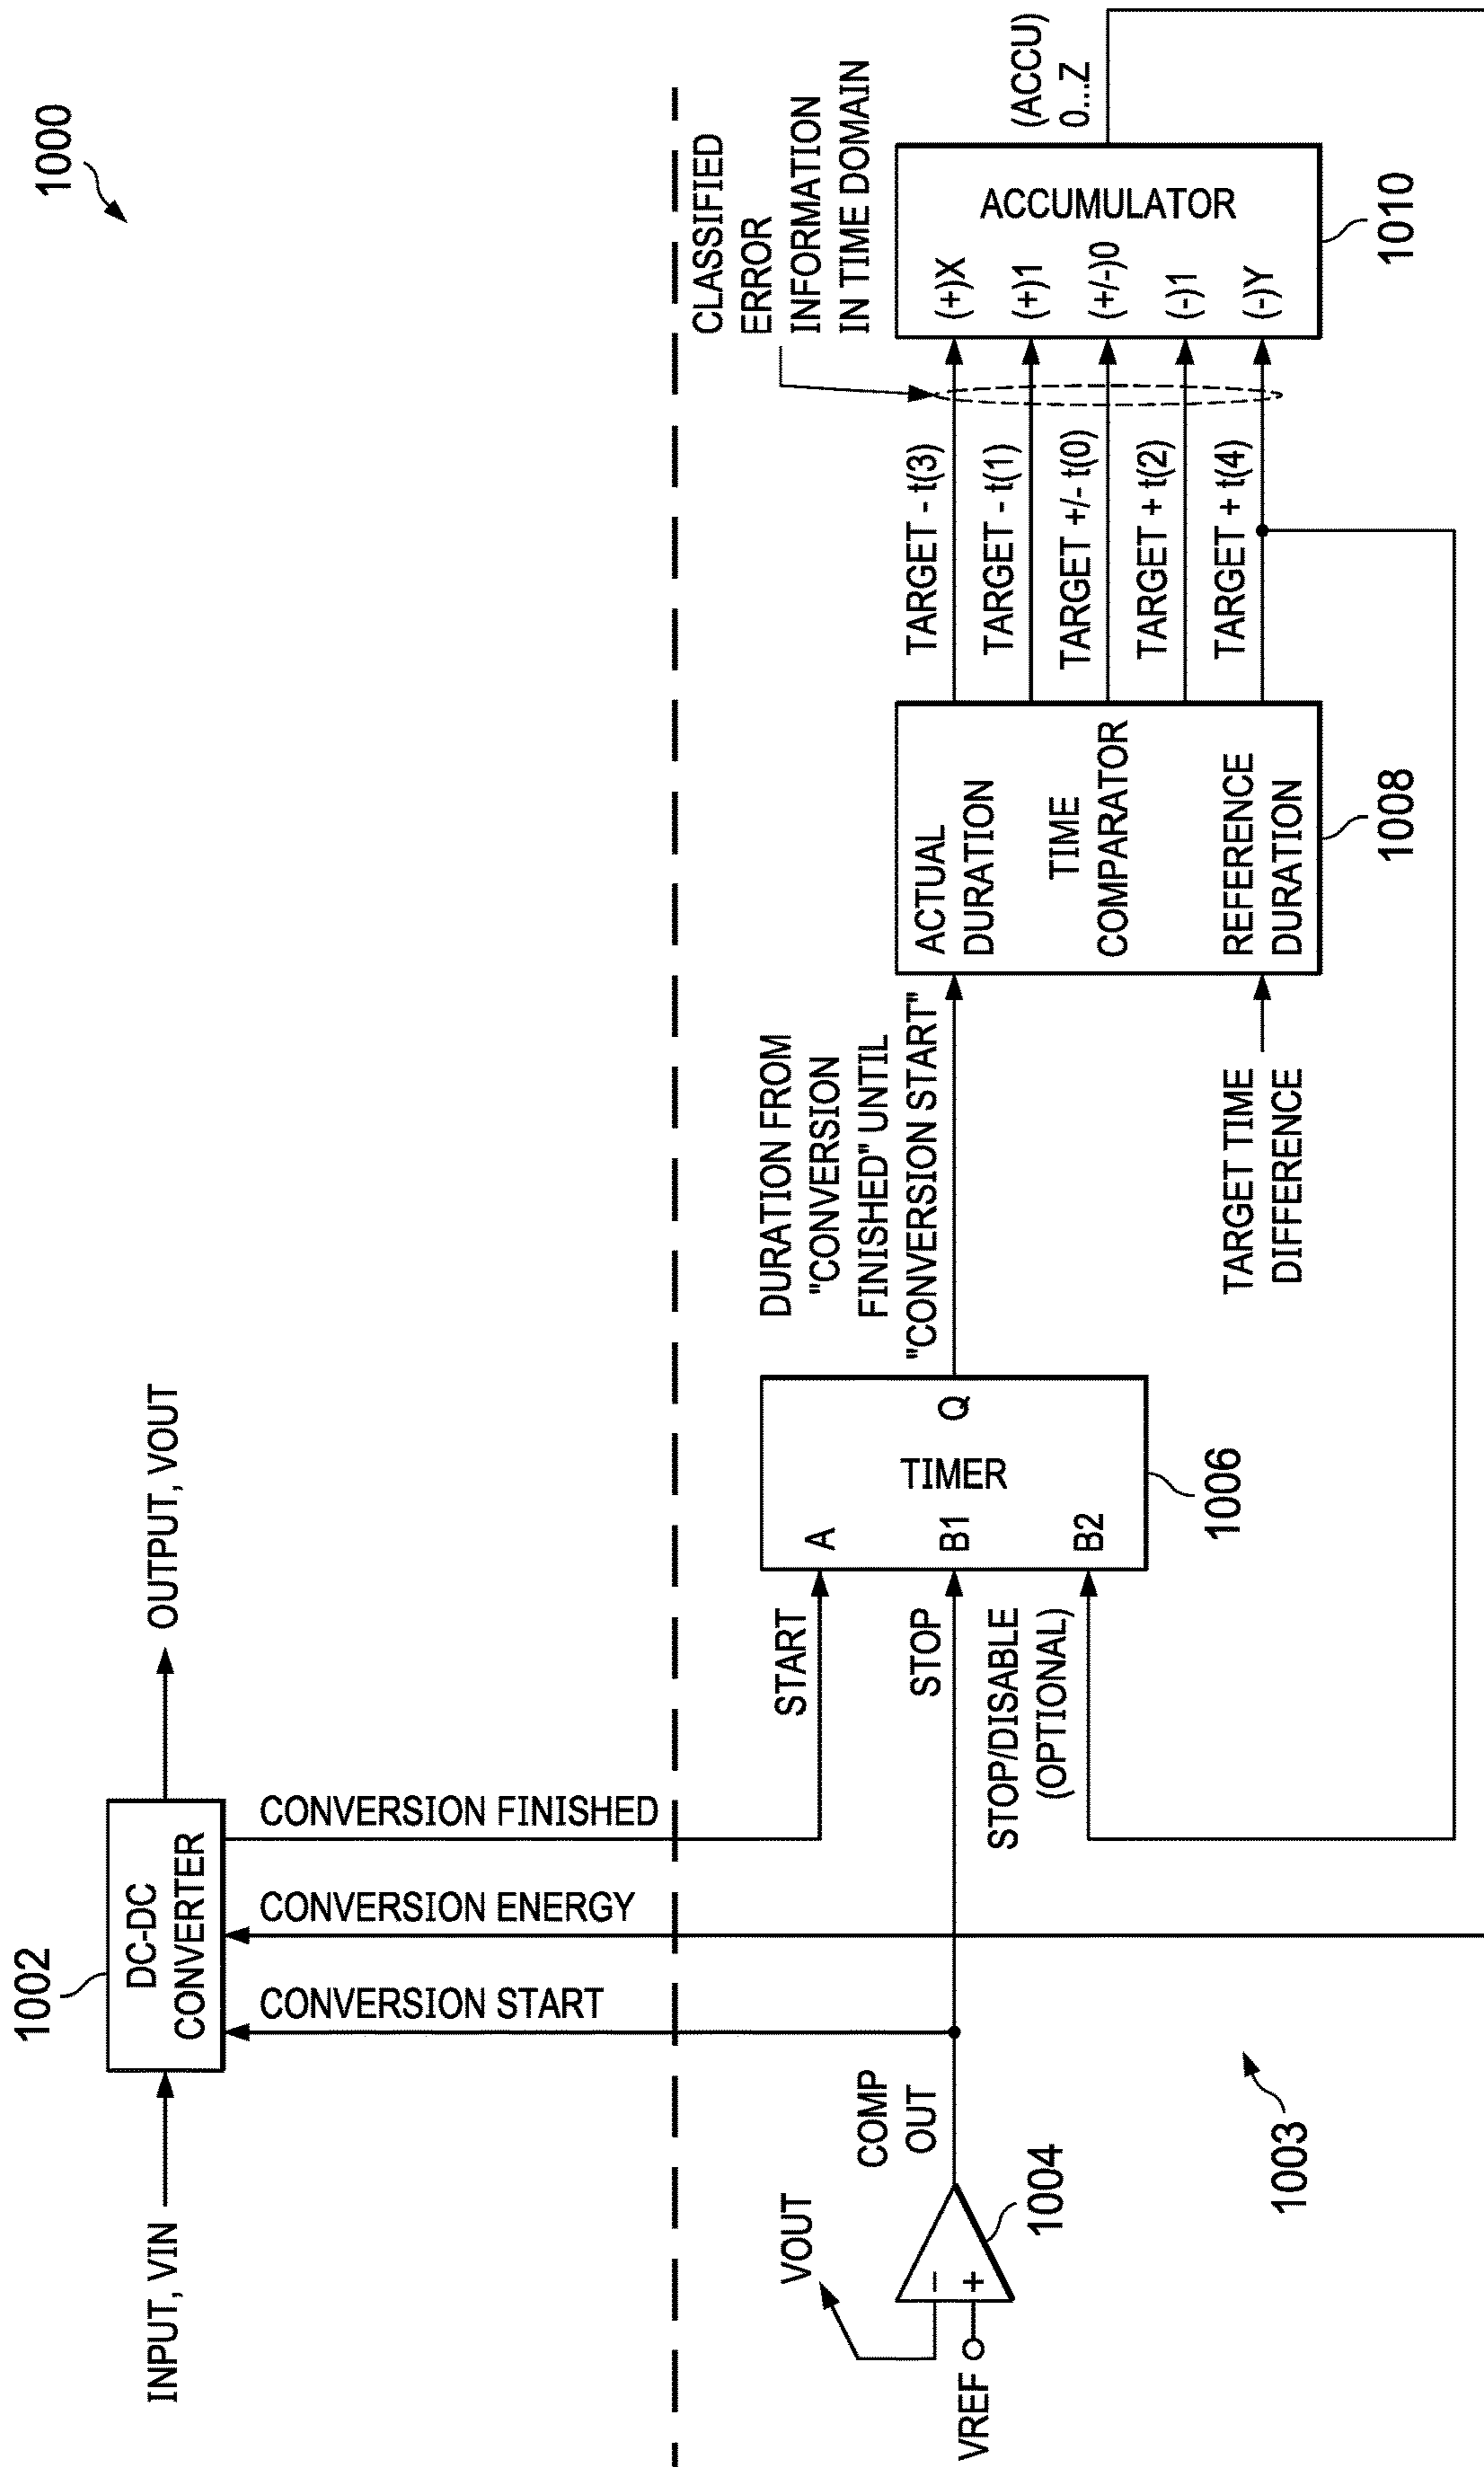 1000
1002
INPUT, VIN
DC-DC
CONVERTER
OUTPUT, VOUT
CONVERSION START
CONVERSION ENERGY
CONVERSION FINISHED
VOUT
VREF
-
+
1004
COMP
OUT
1003
START
STOP
STOP/DISABLE
(OPTIONAL)
A
B1
B2
TIMER
Q
1006
DURATION FROM
"CONVERSION
FINISHED" UNTIL
"CONVERSION START"
TARGET TIME
DIFFERENCE
ACTUAL
DURATION
TIME
COMPARATOR
REFERENCE
DURATION
1008
TARGET - t(3)
TARGET - t(1)
TARGET +/- t(0)
TARGET + t(2)
TARGET + t(4)
CLASSIFIED
ERROR
INFORMATION
IN TIME DOMAIN
(+)X
(+)1
(+/-)0
(-)1
(-)Y
ACCUMULATOR
1010
(ACCU)
0...Z